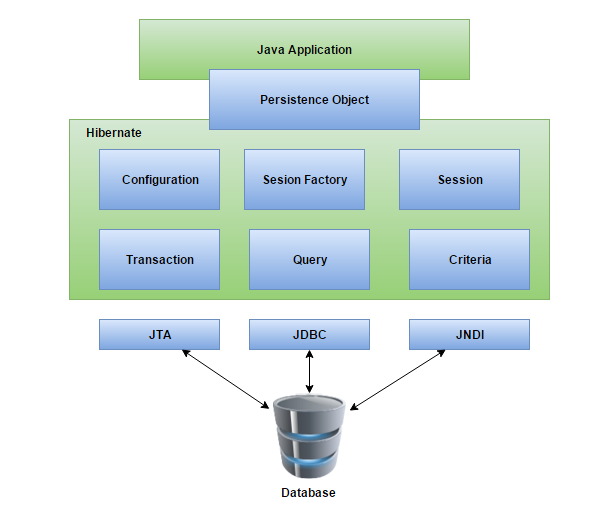 Java Application
Persistence Object
Hibernate
Configuration
Sesion Factory
Session
Transaction
Query
Criteria
JTA
JDBC
JNDI
Database